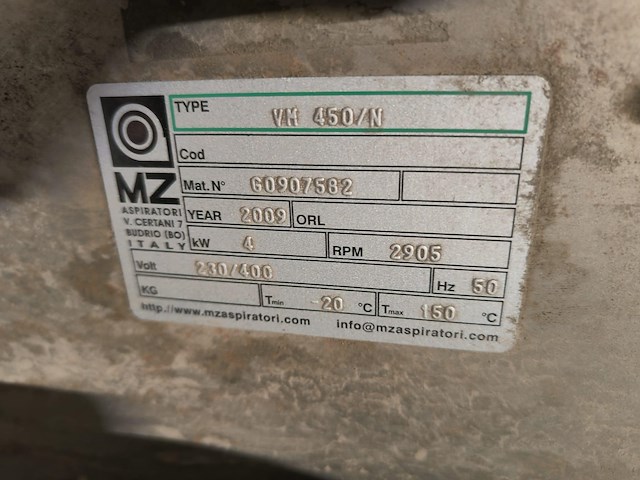 TYPE VM 450/N
Cod
MZ
Mat. N° G0907582
ASPIRATORI
V. CERTANI 7
BUDRIO (BO)
ITALY
YEAR 2009 ORL
kW 4 RPM 2905
Volt 230/400 Hz 50
KG Tmin -20 °C Tmax 150 °C
http://www.mzaspiratori.com info@mzaspiratori.com